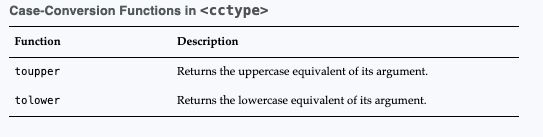 Case-Conversion Functions in <cctype>
Function Description
toupper Returns the uppercase equivalent of its argument.
tolower Returns the lowercase equivalent of its argument.